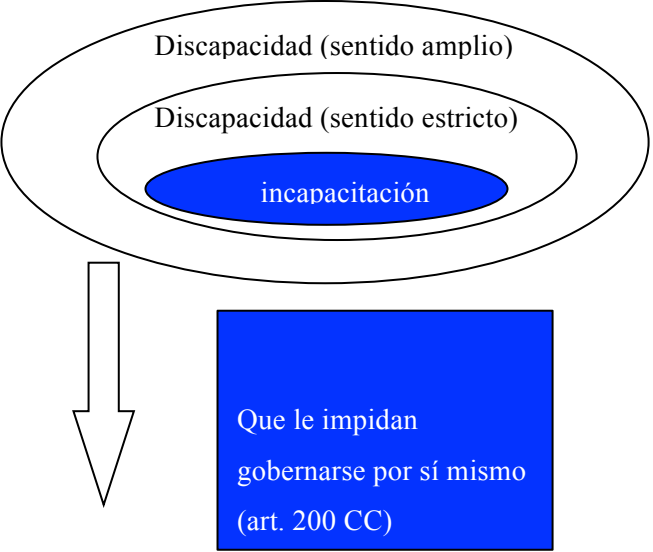 Discapacidad (sentido amplio)
Discapacidad (sentido estricto)
incapacitación
Que le impidan
gobernarse por sí mismo
(art. 200 CC)